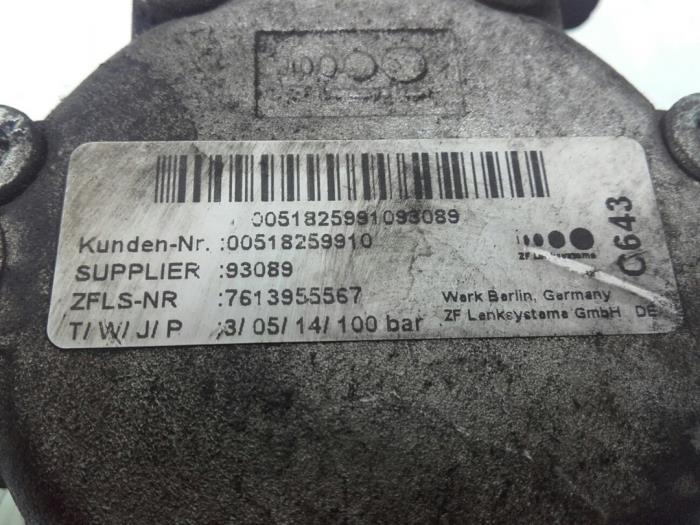 0051825991093089
Kunden-Nr. :00518259910
SUPPLIER :93089
ZFLS-NR :7613955567
T/ W/ J/ P :3/ 05/ 14/ 100 bar
ZF Lenksysteme
C643
Werk Berlin, Germany
ZF Lenksysteme GmbH DE